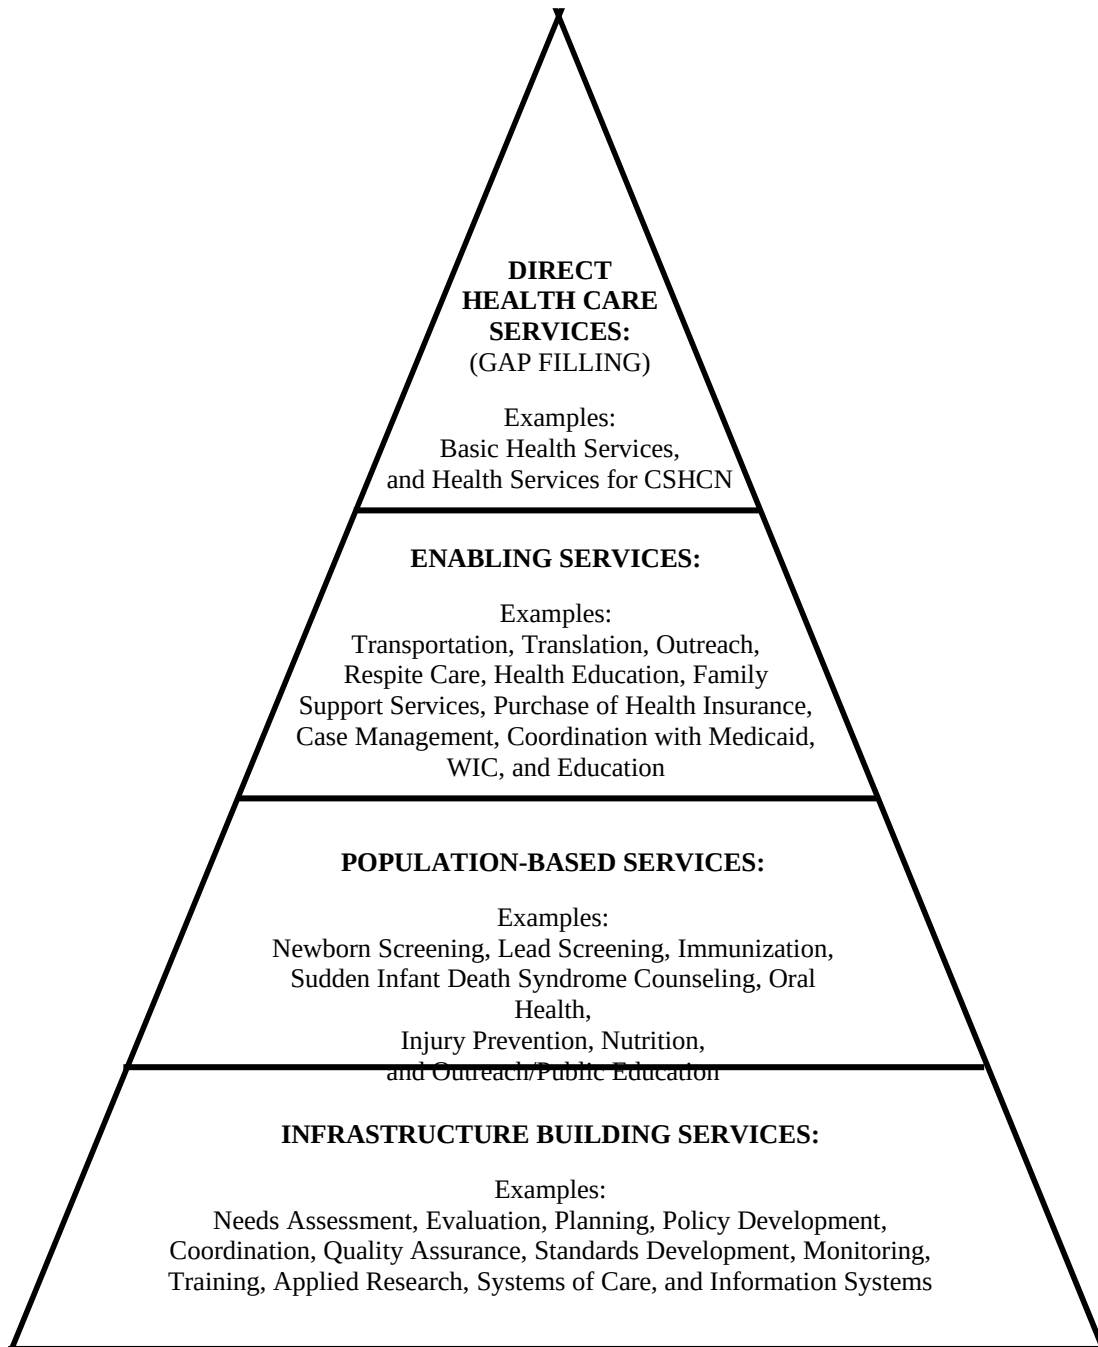 DIRECT
HEALTH CARE
SERVICES:
(GAP FILLING)
Examples:
Basic Health Services,
and Health Services for CSHCN
ENABLING SERVICES:
Examples:
Transportation, Translation, Outreach,
Respite Care, Health Education, Family
Support Services, Purchase of Health Insurance,
Case Management, Coordination with Medicaid,
WIC, and Education
POPULATION-BASED SERVICES:
Examples:
Newborn Screening, Lead Screening, Immunization,
Sudden Infant Death Syndrome Counseling, Oral
Health,
Injury Prevention, Nutrition,
and Outreach/Public Education
INFRASTRUCTURE BUILDING SERVICES:
Examples:
Needs Assessment, Evaluation, Planning, Policy Development,
Coordination, Quality Assurance, Standards Development, Monitoring,
Training, Applied Research, Systems of Care, and Information Systems